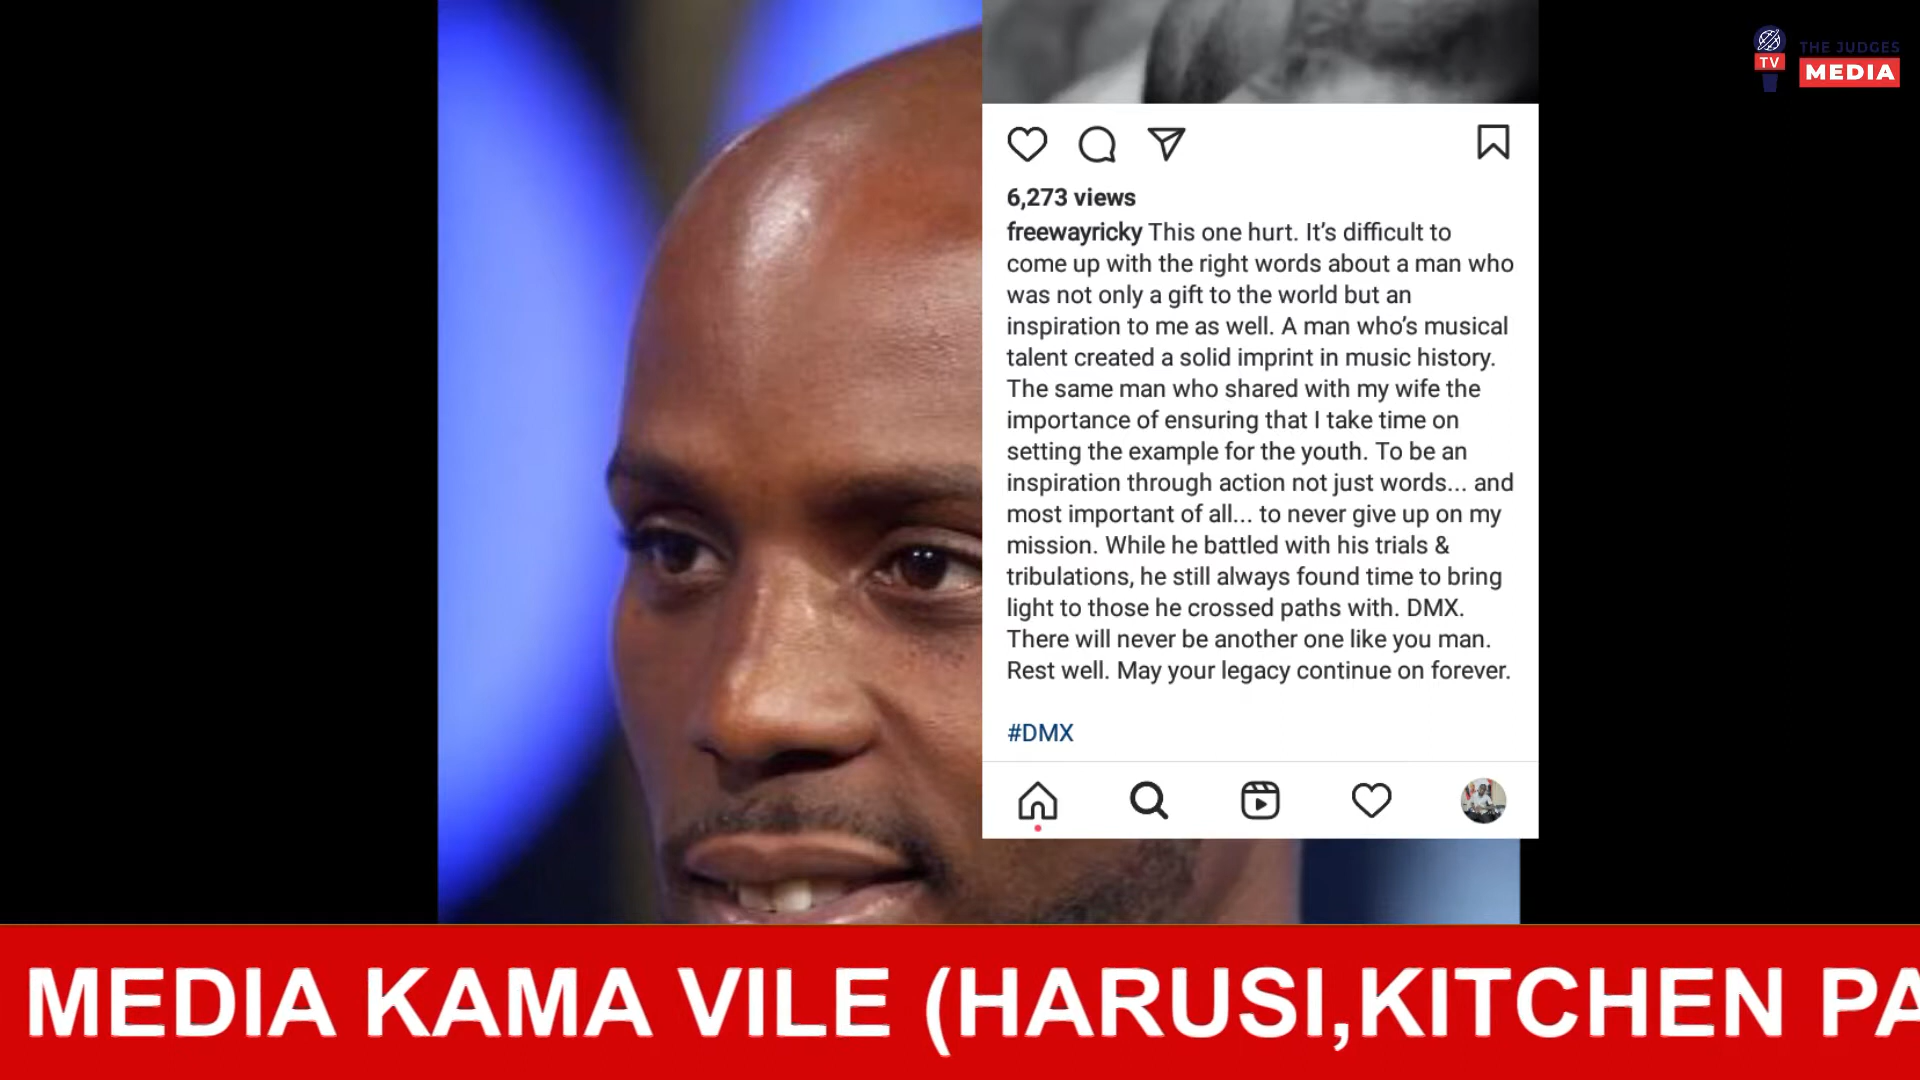 THE JUDGES
TV
MEDIA
6,273 views
freewayricky This one hurt. It’s difficult to
come up with the right words about a man who
was not only a gift to the world but an
inspiration to me as well. A man who’s musical
talent created a solid imprint in music history.
The same man who shared with my wife the
importance of ensuring that I take time on
setting the example for the youth. To be an
inspiration through action not just words... and
most important of all... to never give up on my
mission. While he battled with his trials &
tribulations, he still always found time to bring
light to those he crossed paths with. DMX.
There will never be another one like you man.
Rest well. May your legacy continue on forever.
#DMX
MEDIA KAMA VILE (HARUSI,KITCHEN PA